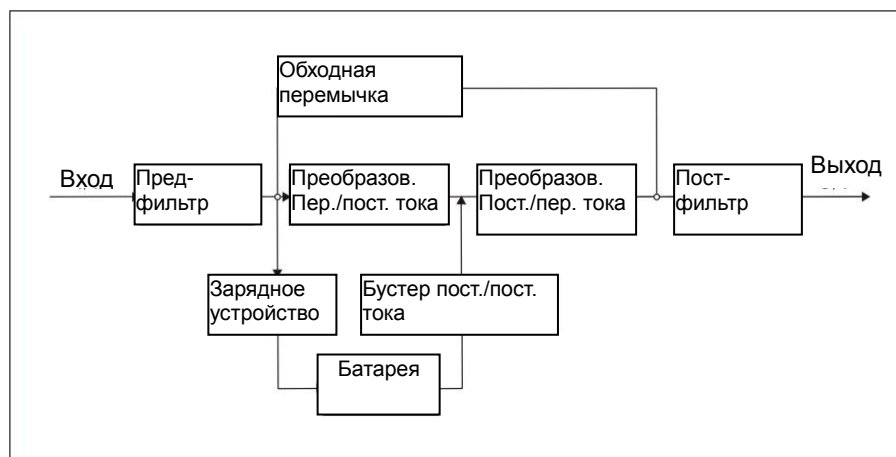 Обходная
перемычка
Вход
Пред-
фильтр
Преобразов.
Пер./пост. тока
Преобразов.
Пост./пер. тока
Пост-
фильтр
Выход
Зарядное
устройство
Бустер пост./пост.
тока
Батарея